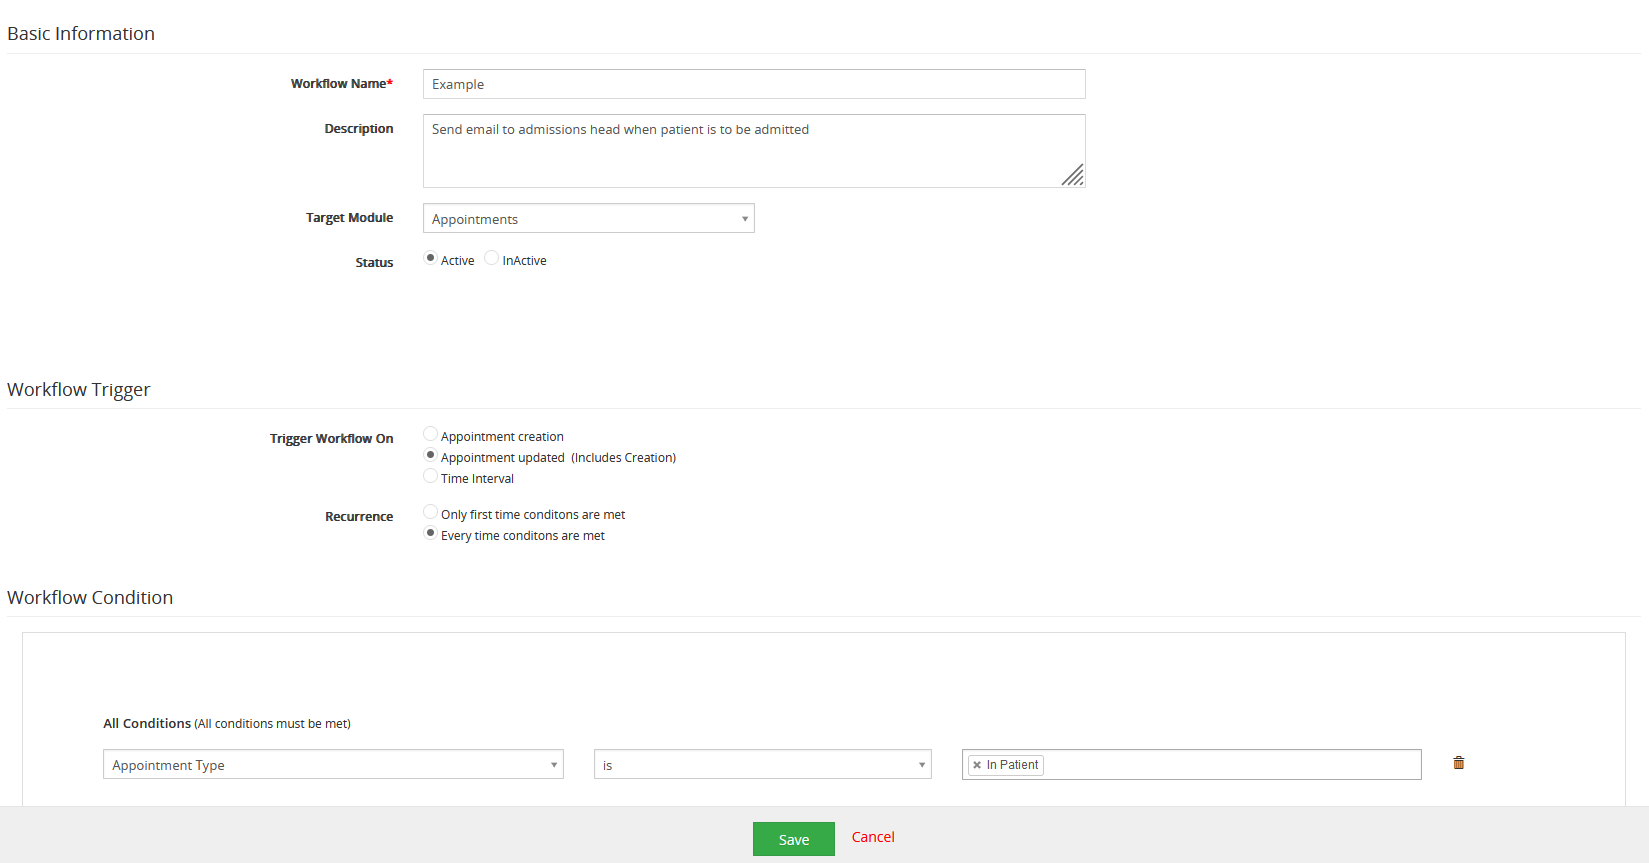 Basic Information
Workflow Name*
Example
Description
Send email to admissions head when patient is to be admitted
Target Module
Appointments
Status
Active InActive
Workflow Trigger
Trigger Workflow On
Appointment creation
Appointment updated (Includes Creation)
Time Interval
Recurrence
Only first time conditons are met
Every time conditons are met
Workflow Condition
All Conditions (All conditions must be met)
Appointment Type is In Patient
Save Cancel